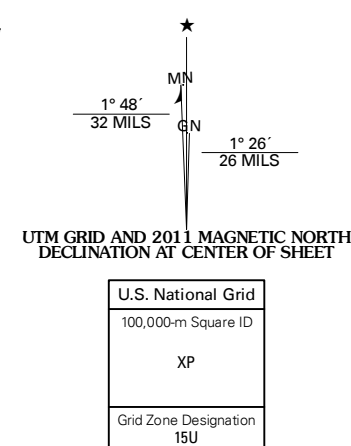 ★
MN
1° 48´
32 MILS
GN
1° 26´
26 MILS
UTM GRID AND 2011 MAGNETIC NORTH
DECLINATION AT CENTER OF SHEET
U.S. National Grid
100,000-m Square ID
XP
Grid Zone Designation
15U